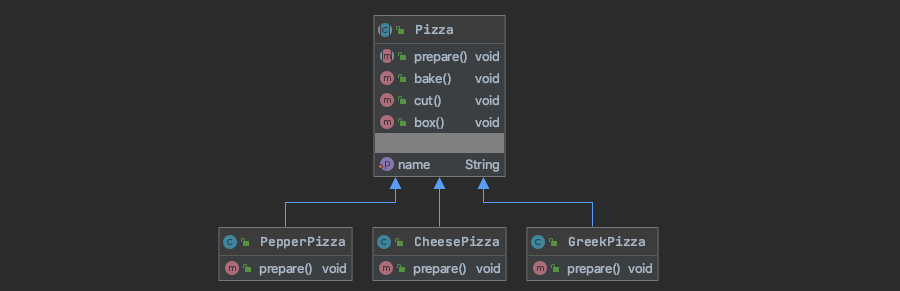 Pizza
prepare() void
bake() void
cut() void
box() void
name String
PepperPizza
prepare() void
CheesePizza
prepare() void
GreekPizza
prepare() void